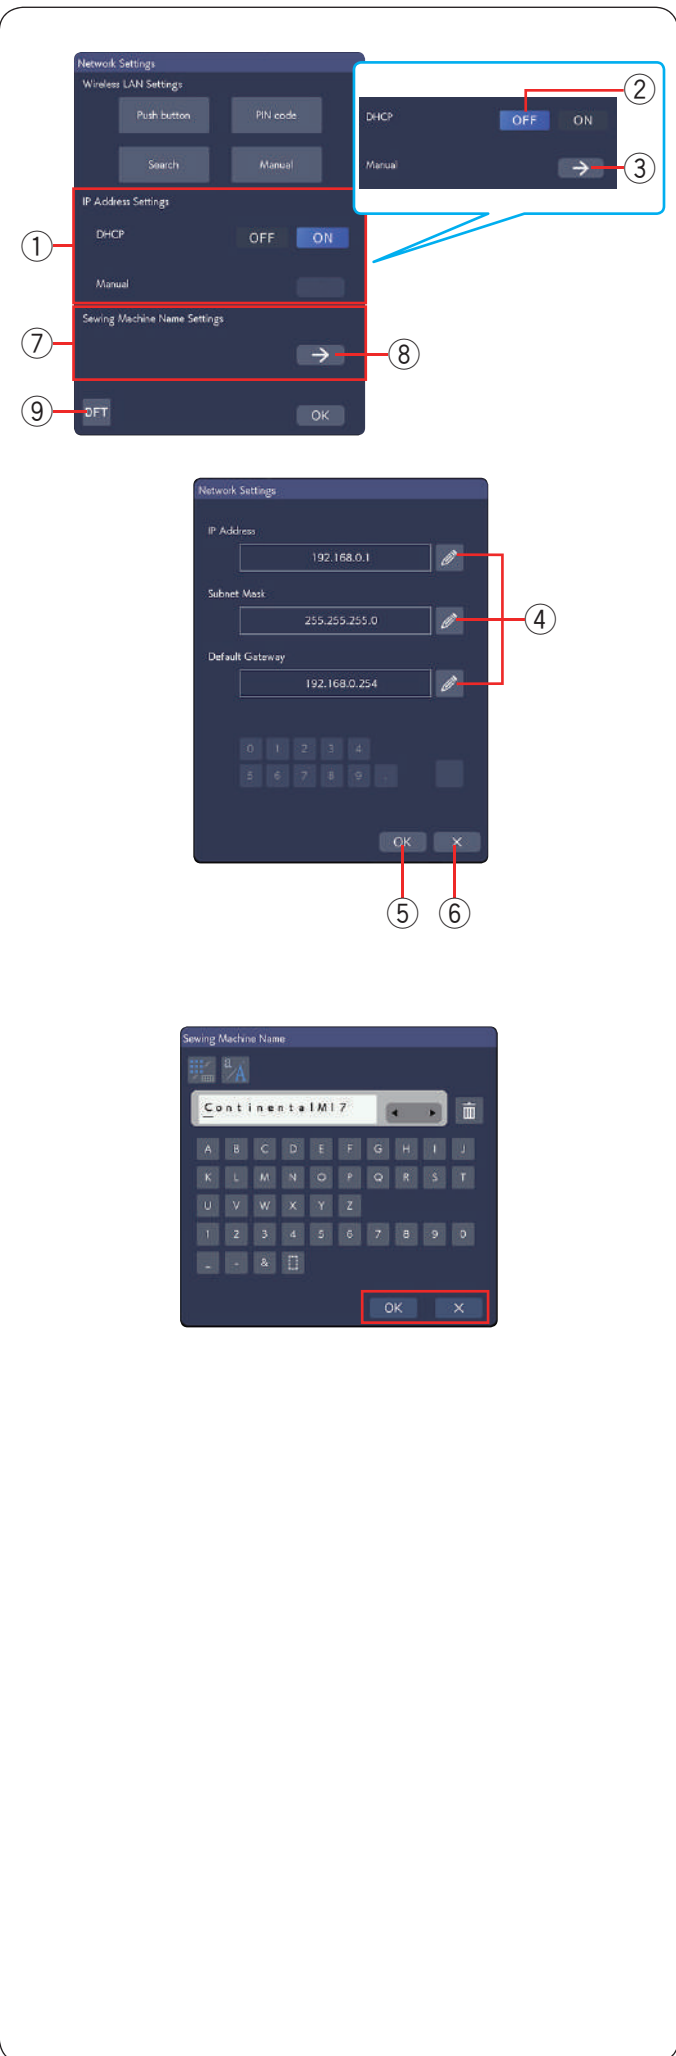 Network Settings
Wireless LAN Settings
Push button PIN code
Search Manual
IP Address Settings
DHCP OFF ON
Manual
①
DHCP OFF ON
②
Manual →
③
Sewing Machine Name Settings
⑦
→ ⑧
⑨ DFT OK
Network Settings
IP Address
192.168.0.1
Subnet Mask
255.255.255.0
④
Default Gateway
192.168.0.254
0 1 2 3 4
5 6 7 8 9 .
OK ×
⑤ ⑥
Sewing Machine Name
a/A
ContinentalM17
A B C D E F G H I J
K L M N O P Q R S T
U V W X Y Z
1 2 3 4 5 6 7 8 9 0
_ - &
OK ×